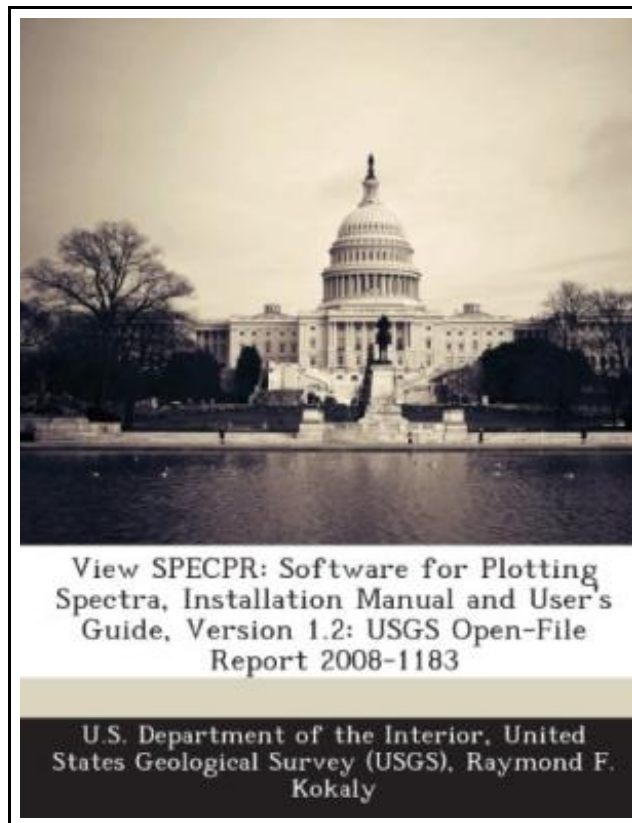 View SPECPR: Software for Plotting
Spectra, Installation Manual and User's
Guide, Version 1.2: USGS Open-File
Report 2008-1183
U.S. Department of the Interior, United
States Geological Survey (USGS), Raymond F.
Kokaly